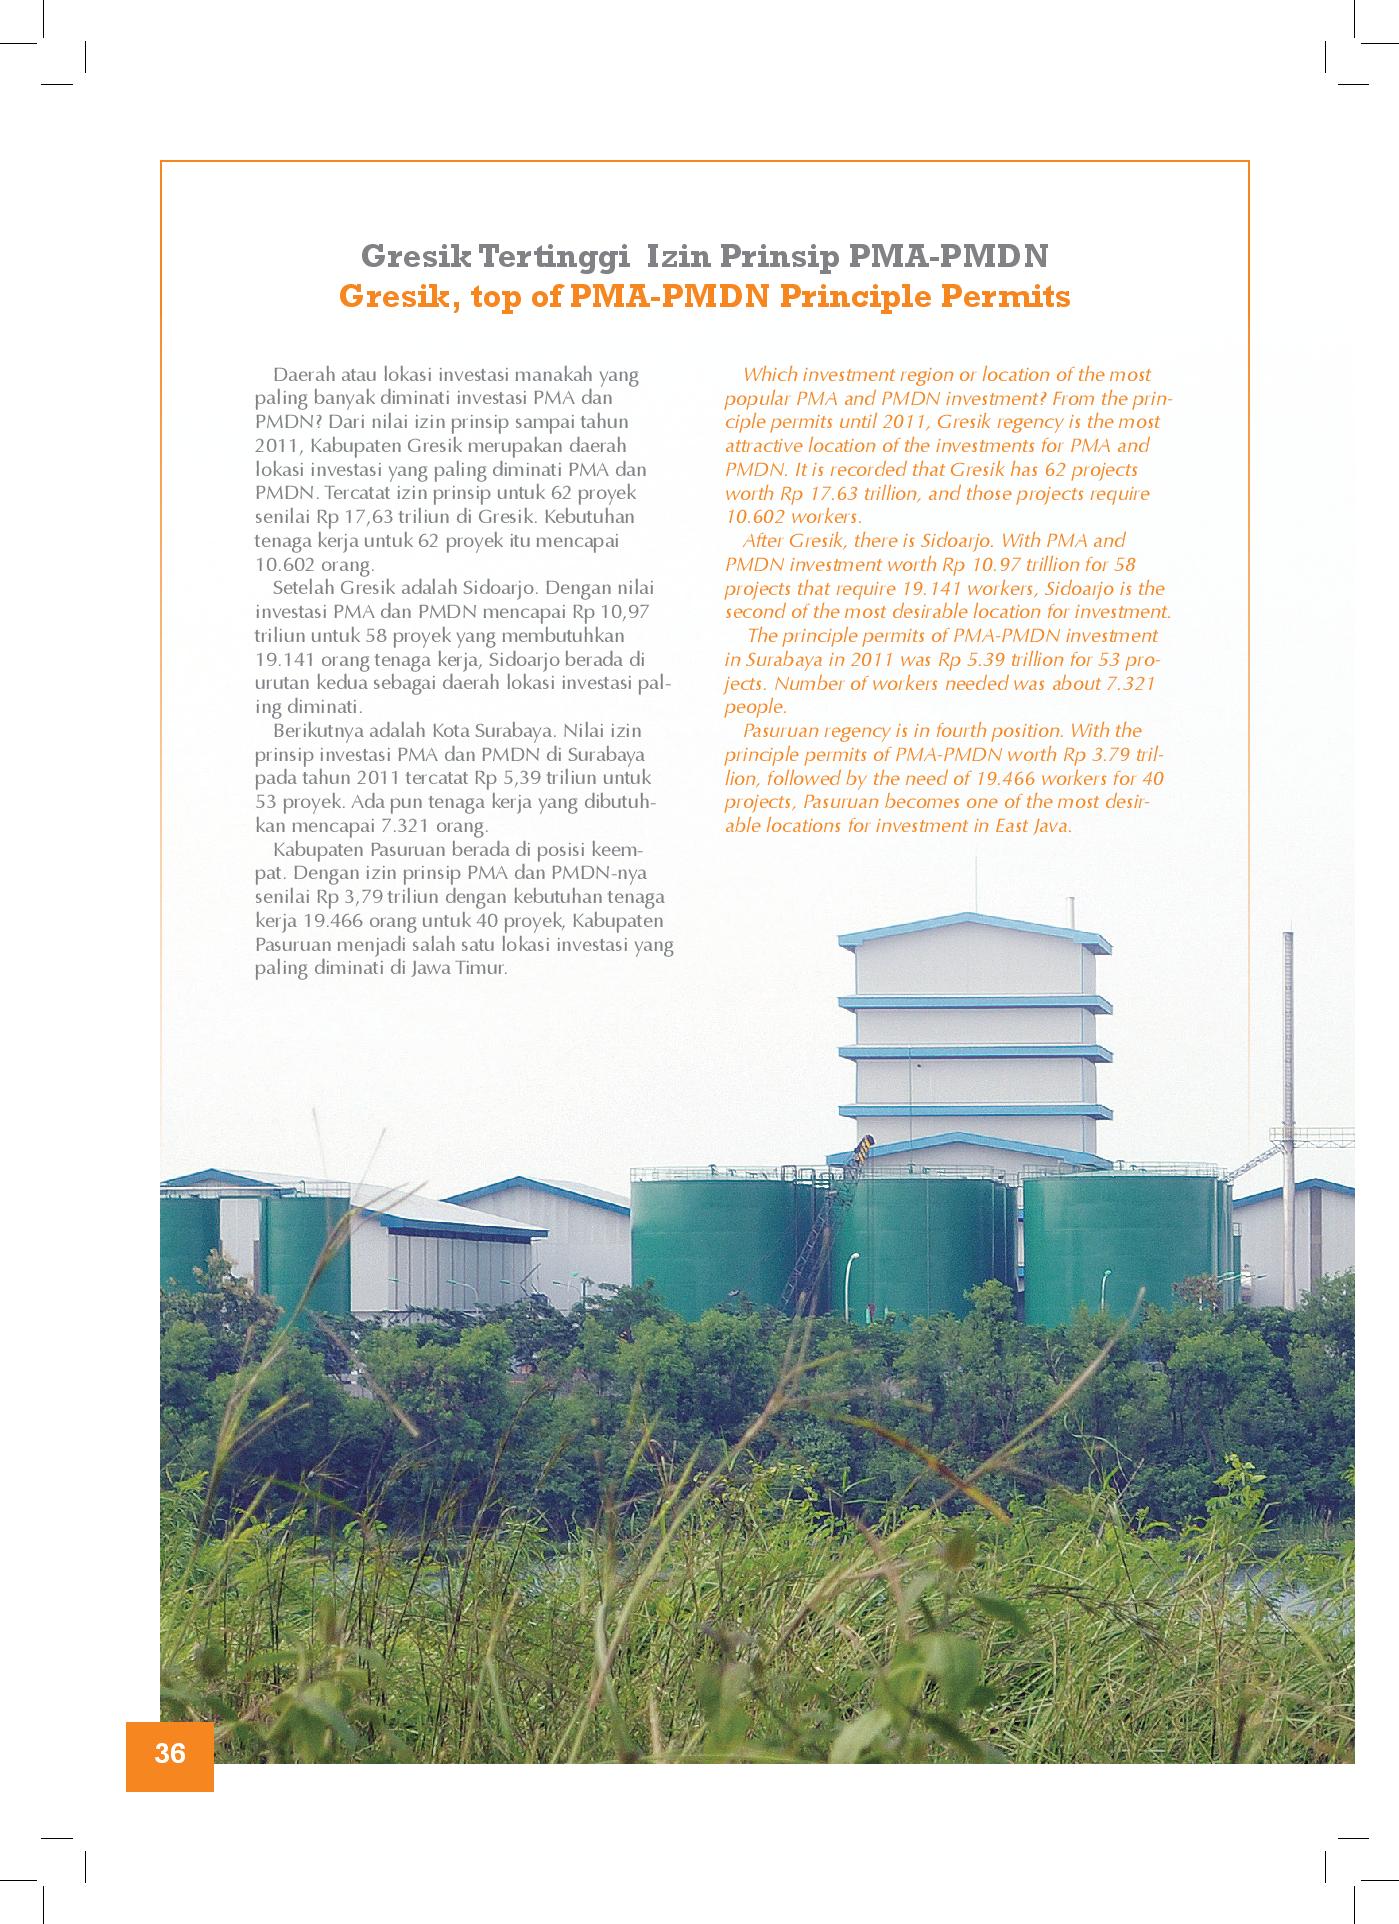 Gresik Tertinggi Izin Prinsip PMA-PMDN
Gresik, top of PMA-PMDN Principle Permits
Daerah atau lokasi investasi manakah yang
paling banyak diminati investasi PMA dan
PMDN? Dari nilai izin prinsip sampai tahun
2011, Kabupaten Gresik merupakan daerah
lokasi investasi yang paling diminati PMA dan
PMDN. Tercatat izin prinsip untuk 62 proyek
senilai Rp 17,63 triliun di Gresik. Kebutuhan
tenaga kerja untuk 62 proyek itu mencapai
10.602 orang.
Setelah Gresik adalah Sidoarjo. Dengan nilai
investasi PMA dan PMDN mencapai Rp 10,97
triliun untuk 58 proyek yang membutuhkan
19.141 orang tenaga kerja, Sidoarjo berada di
urutan kedua sebagai daerah lokasi investasi pal-
ing diminati.
Berikutnya adalah Kota Surabaya. Nilai izin
prinsip investasi PMA dan PMDN di Surabaya
pada tahun 2011 tercatat Rp 5,39 triliun untuk
53 proyek. Ada pun tenaga kerja yang dibutuh-
kan mencapai 7.321 orang.
Kabupaten Pasuruan berada di posisi keem-
pat. Dengan izin prinsip PMA dan PMDN-nya
senilai Rp 3,79 triliun dengan kebutuhan tenaga
kerja 19.466 orang untuk 40 proyek, Kabupaten
Pasuruan menjadi salah satu lokasi investasi yang
paling diminati di Jawa Timur.
Which investment region or location of the most
popular PMA and PMDN investment? From the prin-
ciple permits until 2011, Gresik regency is the most
attractive location of the investments for PMA and
PMDN. It is recorded that Gresik has 62 projects
worth Rp 17.63 trillion, and those projects require
10.602 workers.
After Gresik, there is Sidoarjo. With PMA and
PMDN investment worth Rp 10.97 trillion for 58
projects that require 19.141 workers, Sidoarjo is the
second of the most desirable location for investment.
The principle permits of PMA-PMDN investment
in Surabaya in 2011 was Rp 5.39 trillion for 53 pro-
jects. Number of workers needed was about 7.321
people.
Pasuruan regency is in fourth position. With the
principle permits of PMA-PMDN worth Rp 3.79 tril-
lion, followed by the need of 19.466 workers for 40
projects, Pasuruan becomes one of the most desir-
able locations for investment in East Java.
36